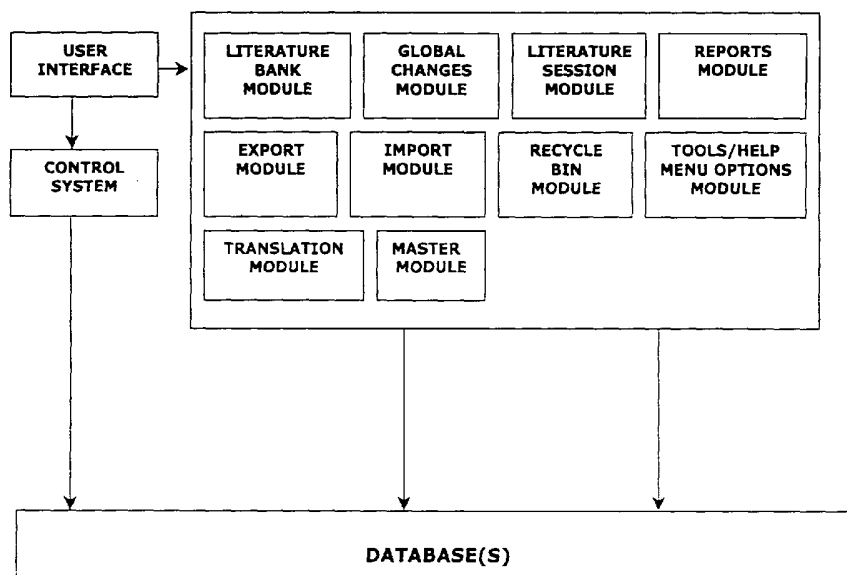 USER
INTERFACE
LITERATURE
BANK
MODULE
GLOBAL
CHANGES
MODULE
LITERATURE
SESSION
MODULE
REPORTS
MODULE
CONTROL
SYSTEM
EXPORT
MODULE
IMPORT
MODULE
RECYCLE
BIN
MODULE
TOOLS/HELP
MENU OPTIONS
MODULE
TRANSLATION
MODULE
MASTER
MODULE
DATABASE(S)